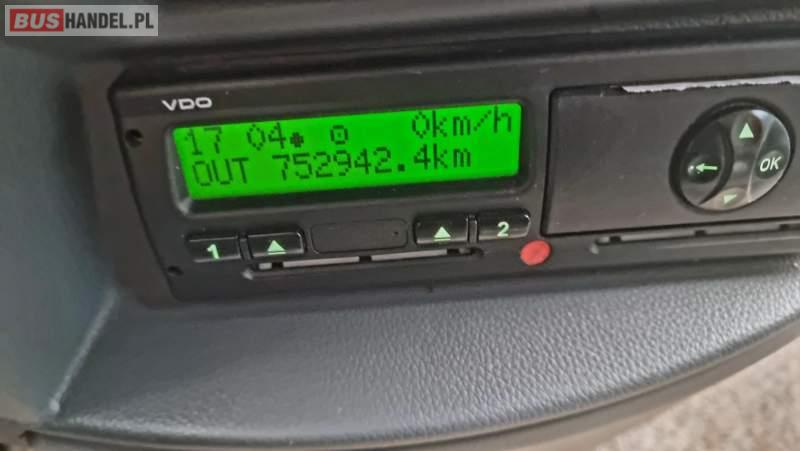 BUSHANDEL.PL
VDO
17 04 0km/h
OUT 752942.4km
1 2
OK